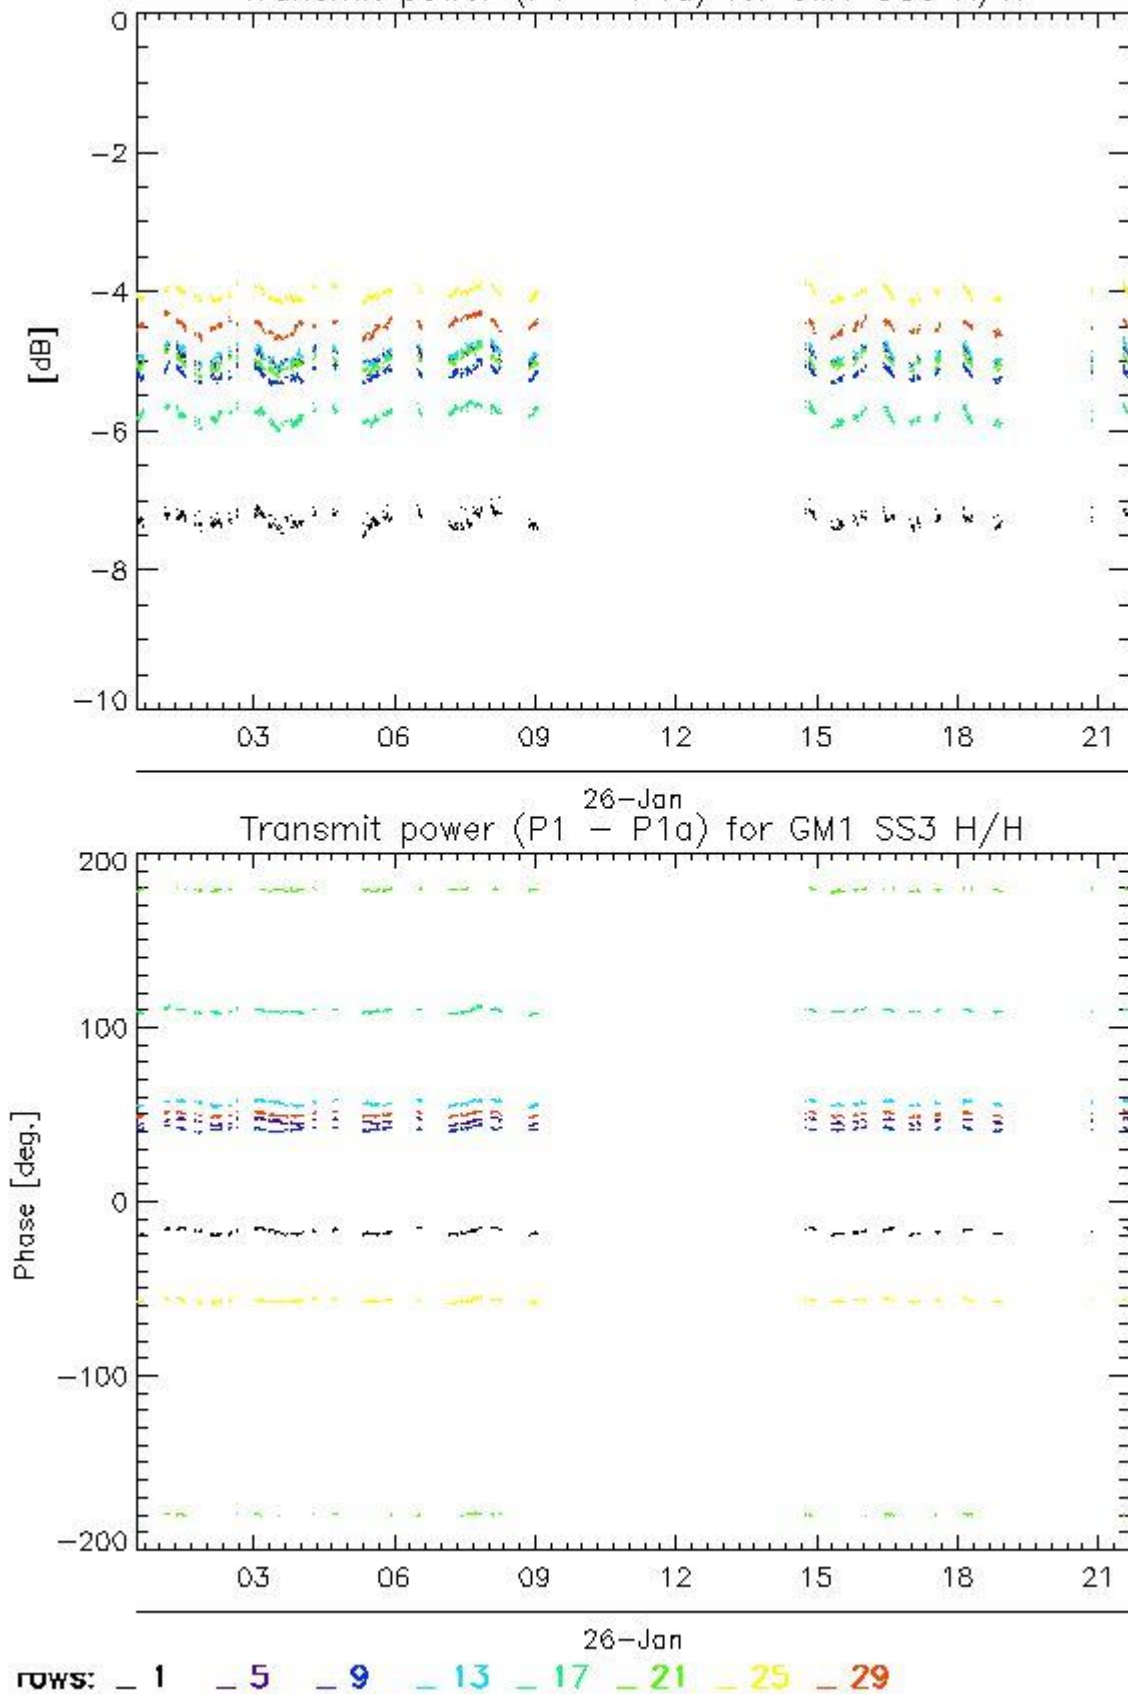 0
-2
-4
[dB]
-6
-8
-10
03 06 09 12 15 18 21
26-Jan
Transmit power (P1 - P1a) for GM1 SS3 H/H
200
100
Phase [deg.]
0
-100
-200
03 06 09 12 15 18 21
26-Jan
rows: _ 1 _ 5 _ 9 _ 13 _ 17 _ 21 _ 25 _ 29